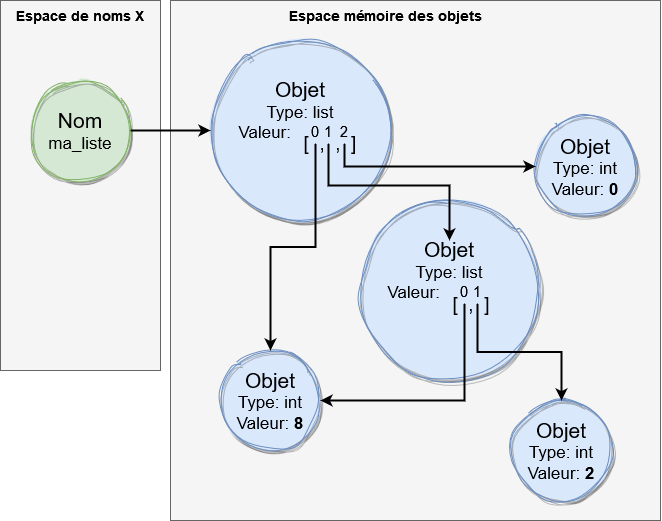 Espace de noms X
Espace mémoire des objets
Nom
ma_liste
Objet
Type: list
Valeur: 0 1 2
[ , , ]
Objet
Type: int
Valeur: 0
Objet
Type: list
Valeur: 0 1
[ , ]
Objet
Type: int
Valeur: 8
Objet
Type: int
Valeur: 2